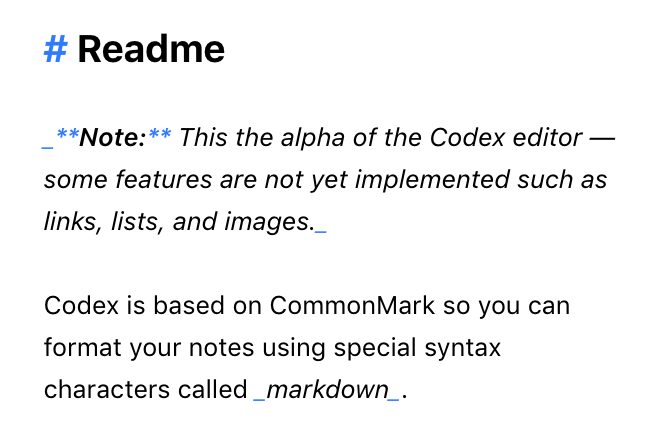 # Readme
_**Note:** This the alpha of the Codex editor —
some features are not yet implemented such as
links, lists, and images._
Codex is based on CommonMark so you can
format your notes using special syntax
characters called _markdown_.